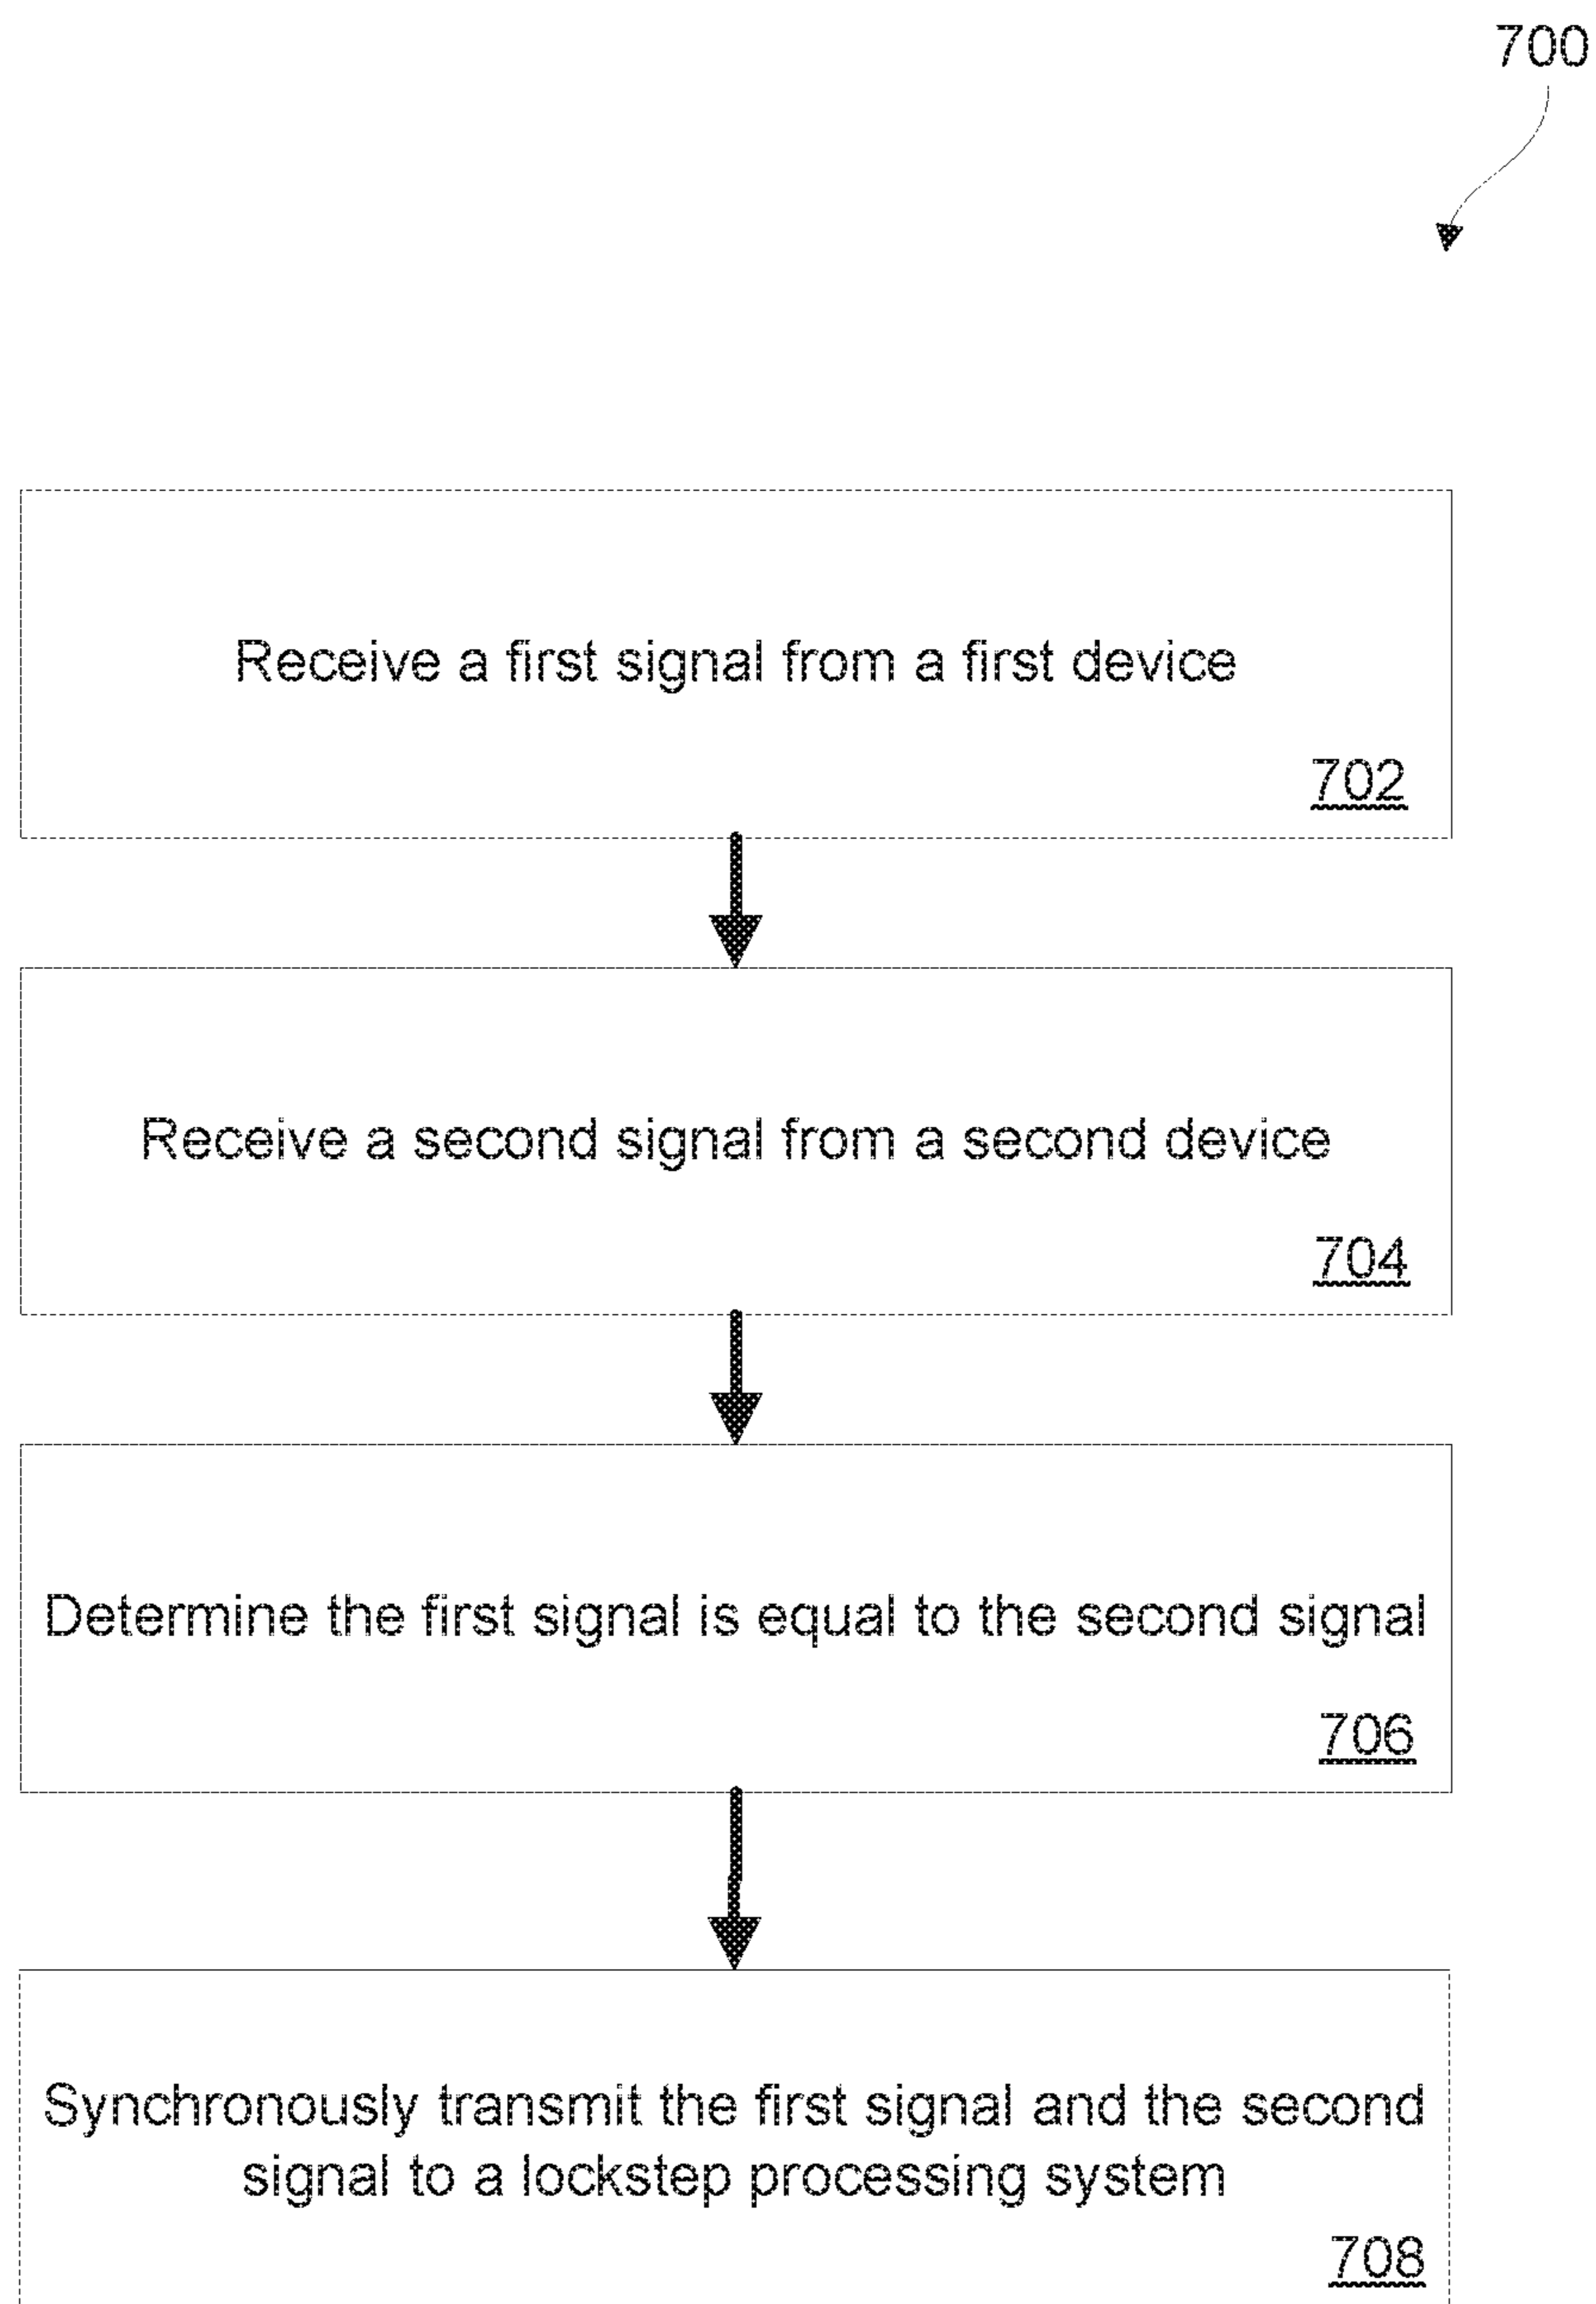 700
Receive a first signal from a first device
702
Receive a second signal from a second device
704
Determine the first signal is equal to the second signal
706
Synchronously transmit the first signal and the second
signal to a lockstep processing system
708